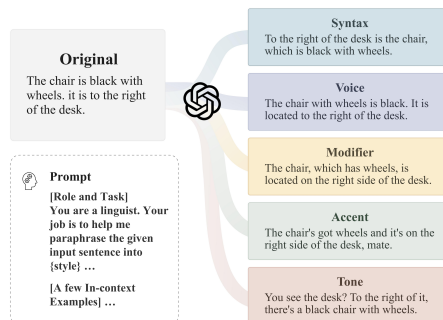 Original
The chair is black with
wheels. it is to the right
of the desk.
Prompt
[Role and Task]
You are a linguist. Your
job is to help me
paraphrase the given
input sentence into
{style} …
[A few In-context
Examples] …
Syntax
To the right of the desk is the chair,
which is black with wheels.
Voice
The chair with wheels is black. It is
located to the right of the desk.
Modifier
The chair, which has wheels, is
located on the right side of the desk.
Accent
The chair's got wheels and it's on the
right side of the desk, mate.
Tone
You see the desk? To the right of it,
there's a black chair with wheels.